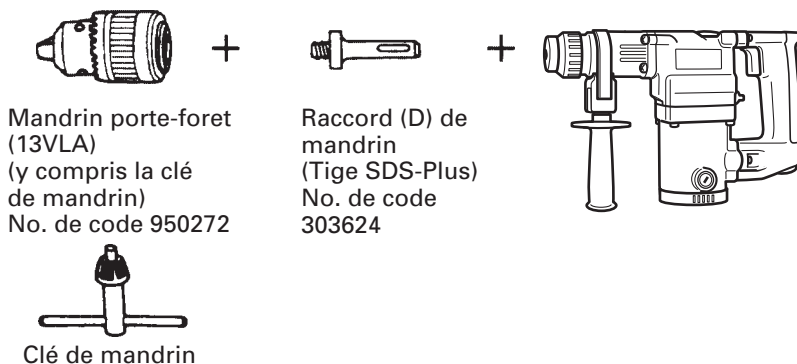 +
+
Mandrin porte-foret
(13VLA)
(y compris la clé
de mandrin)
No. de code 950272
Raccord (D) de
mandrin
(Tige SDS-Plus)
No. de code
303624
Clé de mandrin